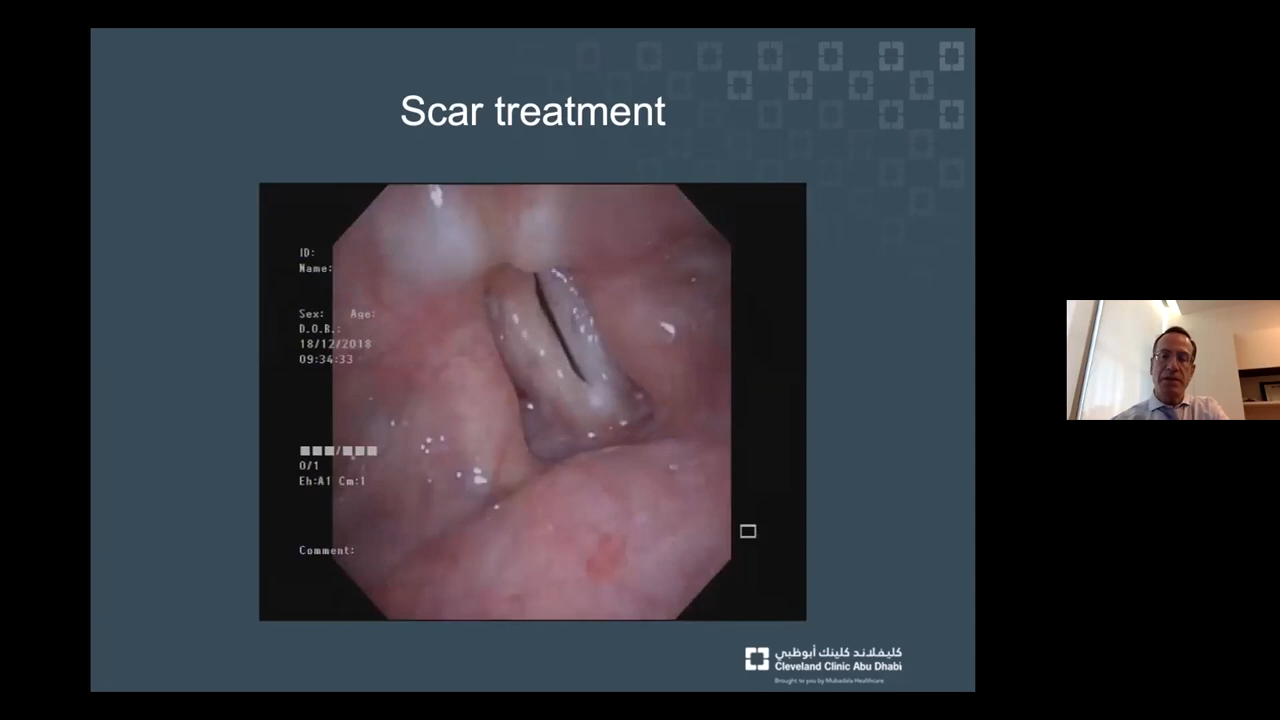 Scar treatment
ID:
Name:
Sex: Age:
D.O.B.:
18/12/2018
09:34:33
0/1
Eh:A1 Cm:1
Comment:
كليفلاند كلينك أبوظبي
Cleveland Clinic Abu Dhabi
Brought to you by Mubadala Healthcare